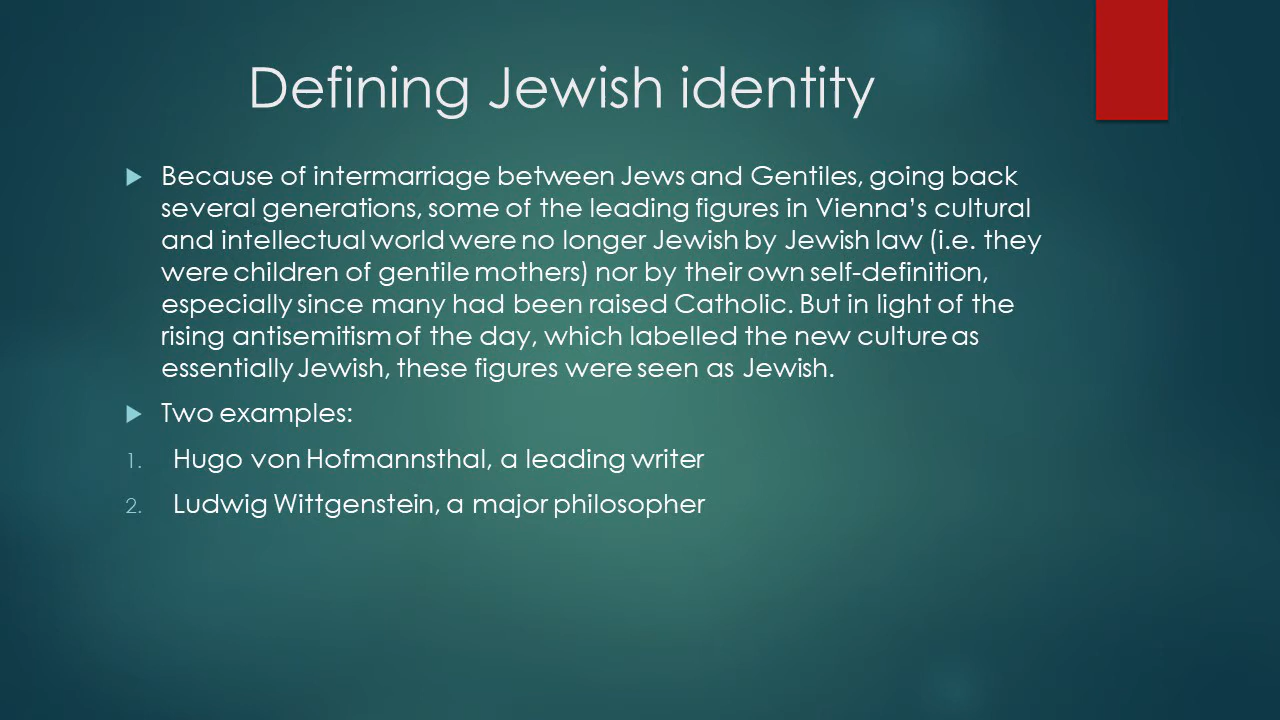 Defining Jewish identity
Because of intermarriage between Jews and Gentiles, going back
several generations, some of the leading figures in Vienna’s cultural
and intellectual world were no longer Jewish by Jewish law (i.e. they
were children of gentile mothers) nor by their own self-definition,
especially since many had been raised Catholic. But in light of the
rising antisemitism of the day, which labelled the new culture as
essentially Jewish, these figures were seen as Jewish.
Two examples:
1. Hugo von Hofmannsthal, a leading writer
2. Ludwig Wittgenstein, a major philosopher